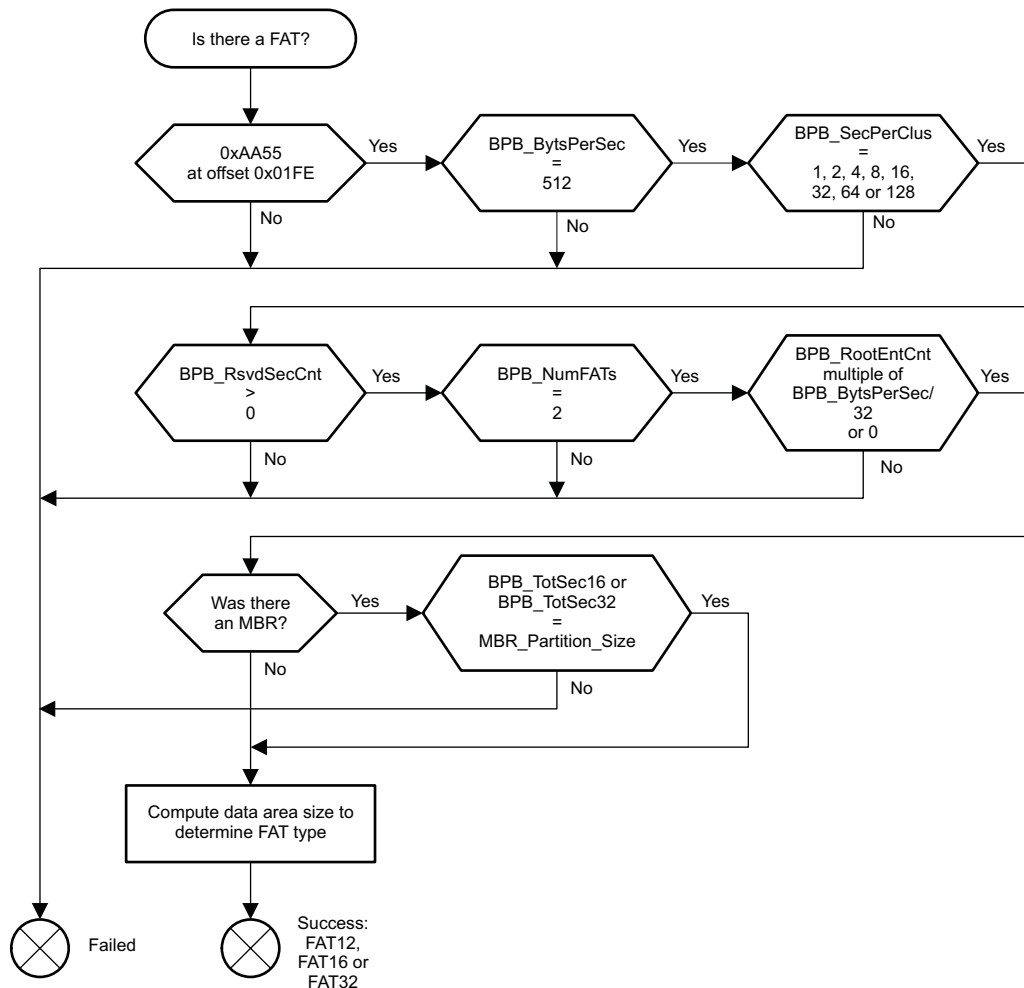 Is there a FAT?
0xAA55
at offset 0x01FE
Yes
No
BPB_BytsPerSec
=
512
Yes
No
BPB_SecPerClus
=
1, 2, 4, 8, 16,
32, 64 or 128
Yes
No
BPB_RsvdSecCnt
>
0
Yes
No
BPB_NumFATs
=
2
Yes
No
BPB_RootEntCnt
multiple of
BPB_BytsPerSec/
32
or 0
Yes
No
Was there
an MBR?
Yes
No
BPB_TotSec16 or
BPB_TotSec32
=
MBR_Partition_Size
Yes
No
Compute data area size to
determine FAT type
Failed
Success:
FAT12,
FAT16 or
FAT32